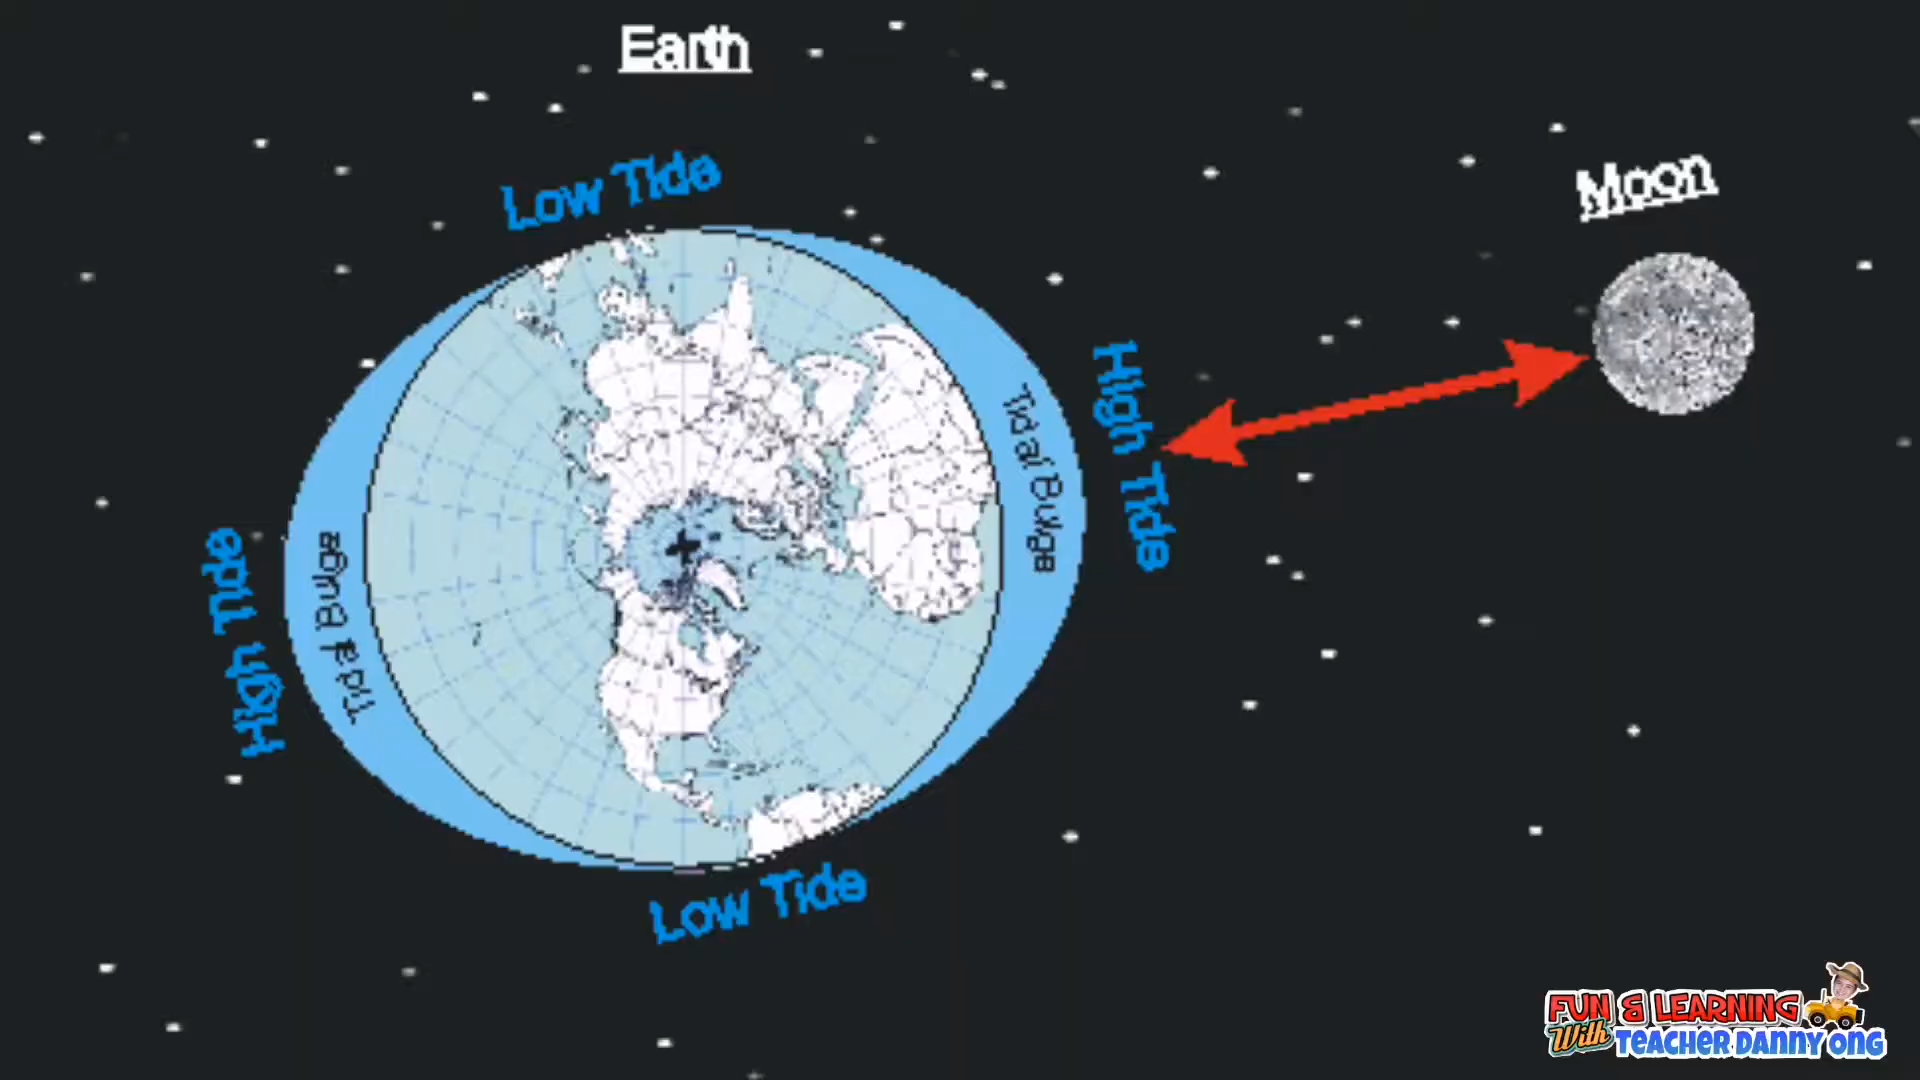 Earth
Low Tide
Moon
High Tide
Tidal Bulge
High Tide
Tidal Bulge
Low Tide
FUN & LEARNING
With TEACHER DANNY ONG